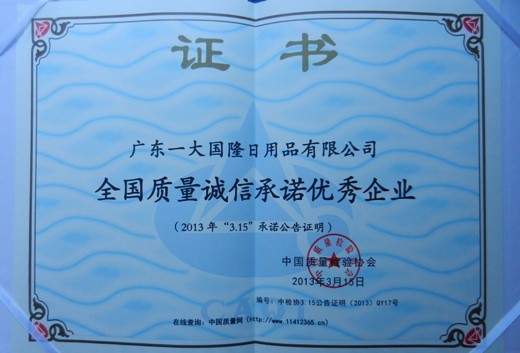 证书
广东一大国隆日用品有限公司
全国质量诚信承诺优秀企业
(2013年“3.15”承诺公告证明)
中国质量检验协会
2013年3月15日
编号:中检协3.15公告证明(2013)QY17号
在线查询:中国质量网(http://www.11412365.cn)